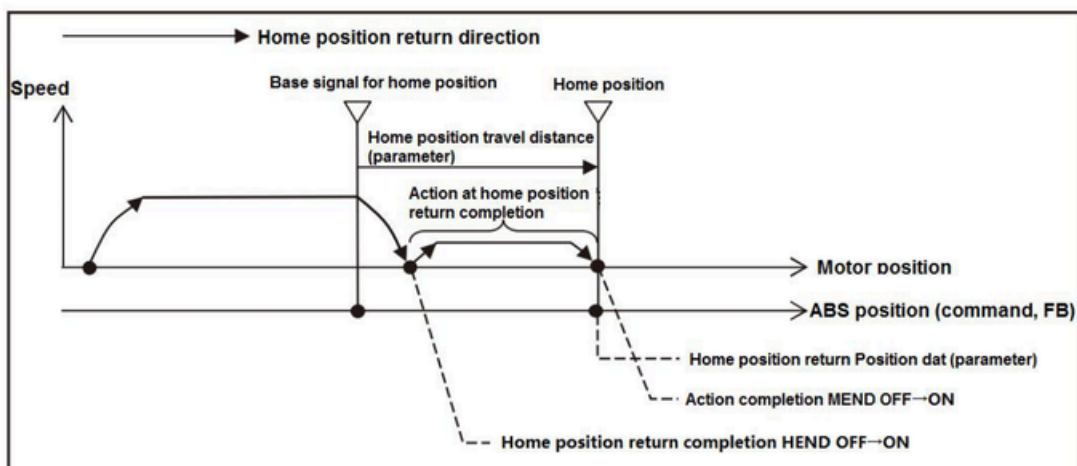 Home position return direction
Speed
Base signal for home position
Home position
Home position travel distance
(parameter)
Action at home position
return completion
Motor position
ABS position (command, FB)
Home position return Position dat (parameter)
Action completion MEND OFF→ON
Home position return completion HEND OFF→ON